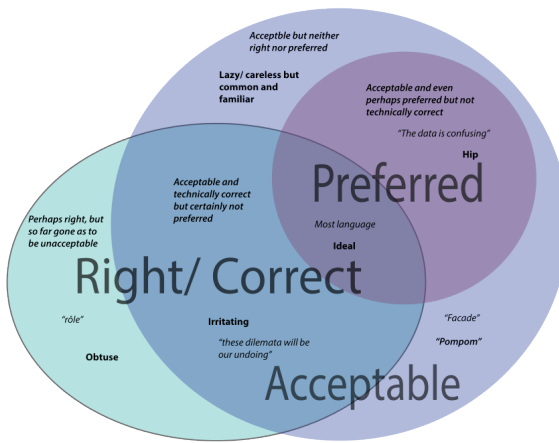 Acceptble but neither
right nor preferred
Lazy/ careless but
common and
familiar
Acceptable and even
perhaps preferred but not
technically correct
"The data is confusing"
Hip
Preferred
Acceptable and
technically correct
but certainly not
preferred
Most language
Ideal
Perhaps right, but
so far gone as to
be unacceptable
Right/ Correct
"rôle"
Obtuse
Irritating
"these dilemata will be
our undoing"
"Facade"
"Pompom"
Acceptable